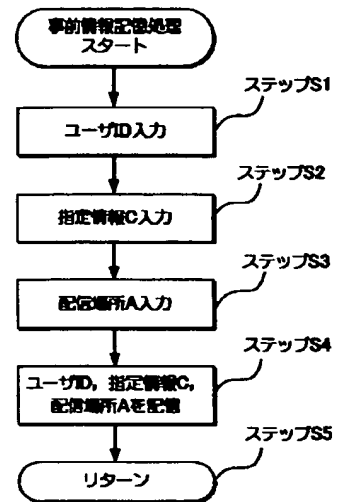 事前情報記憶処理
スタート
ステップS1
ユーザID入力
ステップS2
指定情報C入力
ステップS3
配信場所A入力
ステップS4
ユーザID，指定情報C，
配信場所Aを記憶
ステップS5
リターン